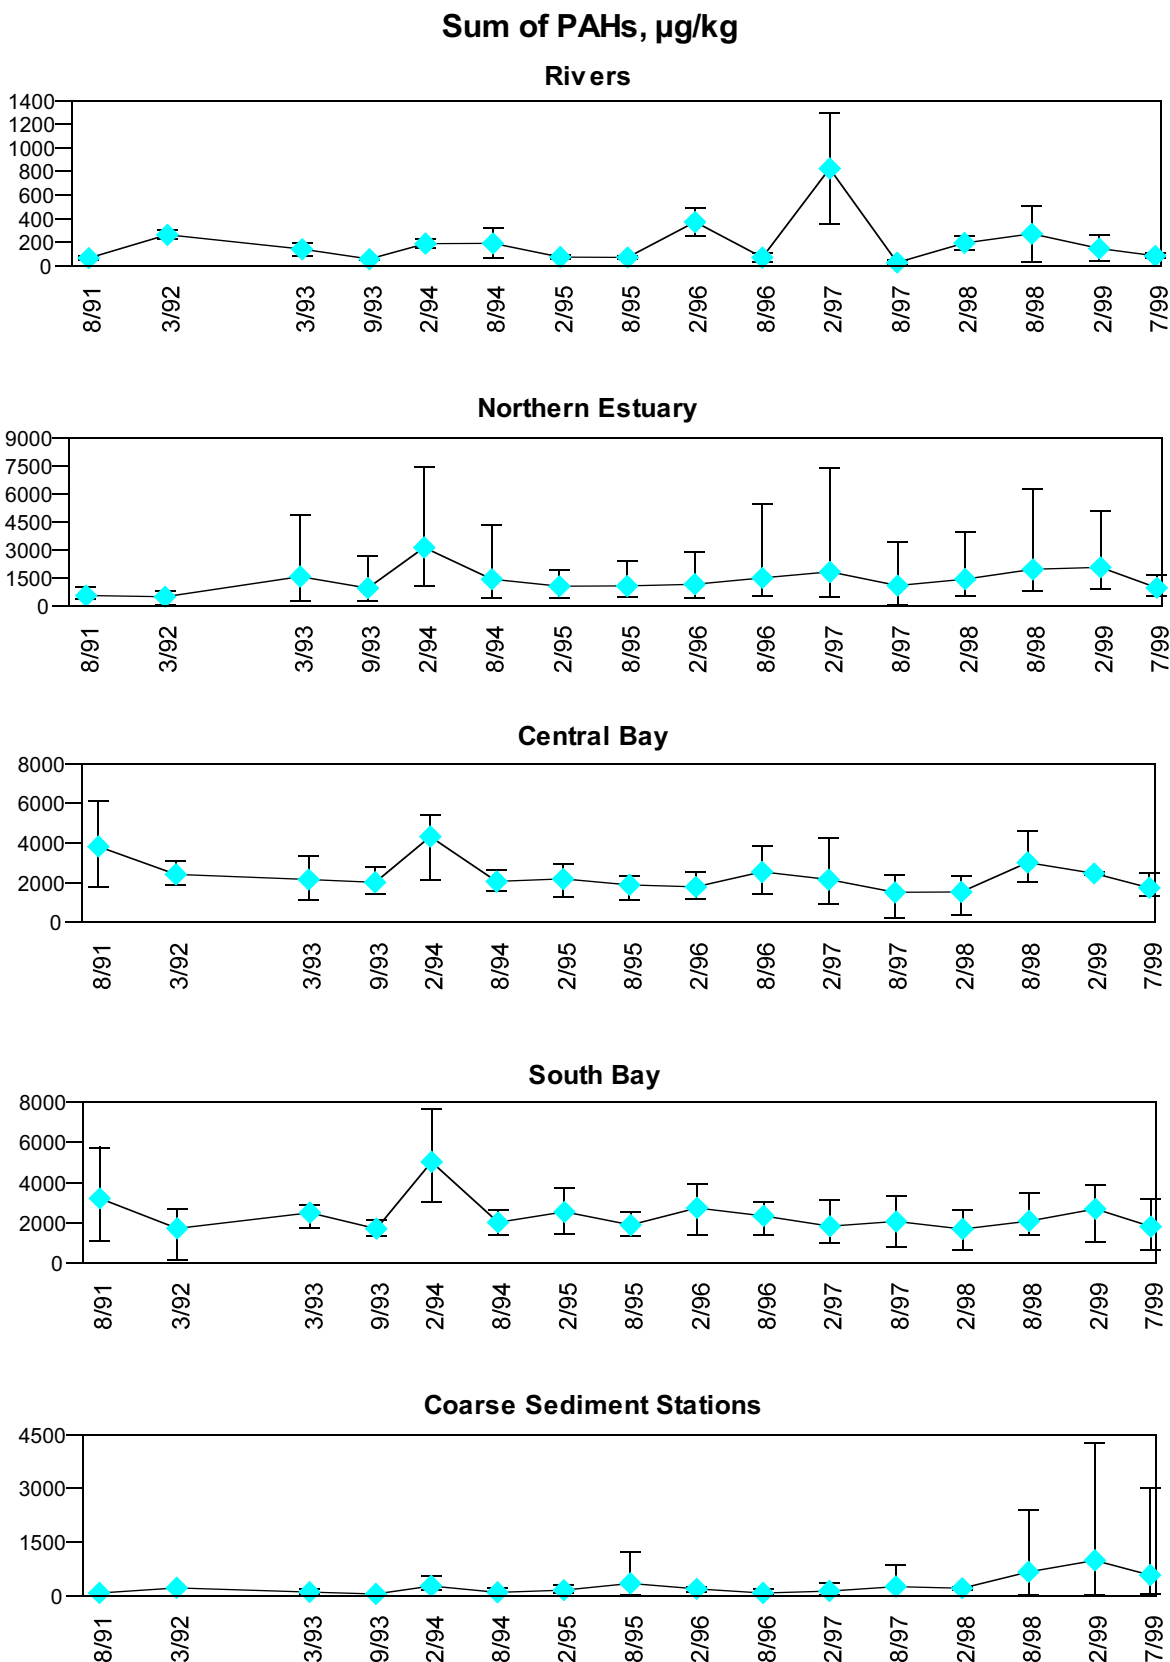 Sum of PAHs, µg/kg
Rivers
1400
1200
1000
800
600
400
200
0
8/91 3/92 3/93 9/93 2/94 8/94 2/95 8/95 2/96 8/96 2/97 8/97 2/98 8/98 2/99 7/99
Northern Estuary
9000
7500
6000
4500
3000
1500
0
8/91 3/92 3/93 9/93 2/94 8/94 2/95 8/95 2/96 8/96 2/97 8/97 2/98 8/98 2/99 7/99
Central Bay
8000
6000
4000
2000
0
8/91 3/92 3/93 9/93 2/94 8/94 2/95 8/95 2/96 8/96 2/97 8/97 2/98 8/98 2/99 7/99
South Bay
8000
6000
4000
2000
0
8/91 3/92 3/93 9/93 2/94 8/94 2/95 8/95 2/96 8/96 2/97 8/97 2/98 8/98 2/99 7/99
Coarse Sediment Stations
4500
3000
1500
0
8/91 3/92 3/93 9/93 2/94 8/94 2/95 8/95 2/96 8/96 2/97 8/97 2/98 8/98 2/99 7/99